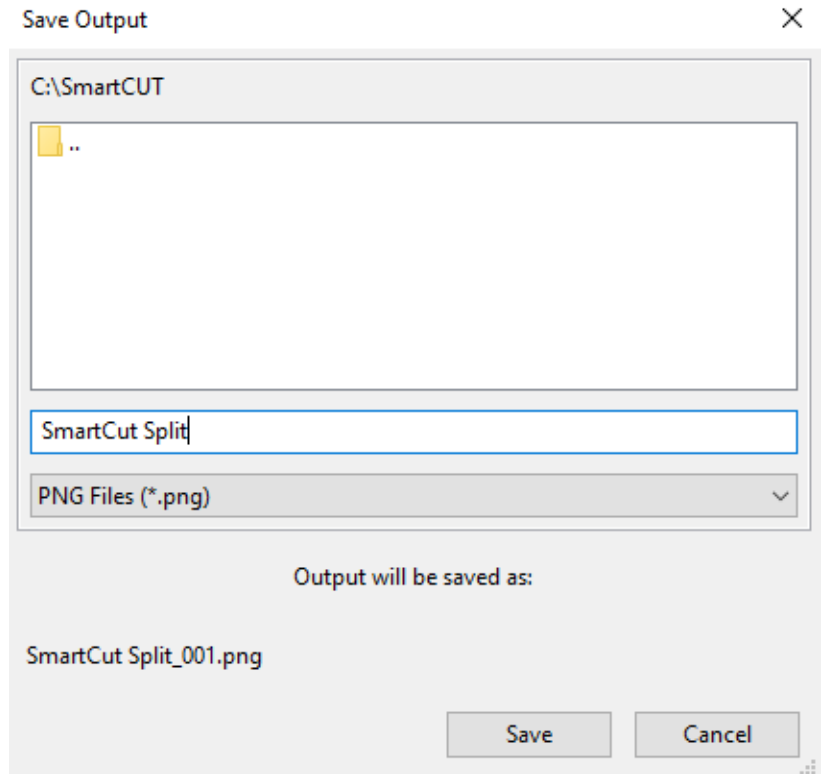 Save Output
C:\SmartCUT
..
SmartCut Split
PNG Files (*.png)
Output will be saved as:
SmartCut Split_001.png
Save
Cancel